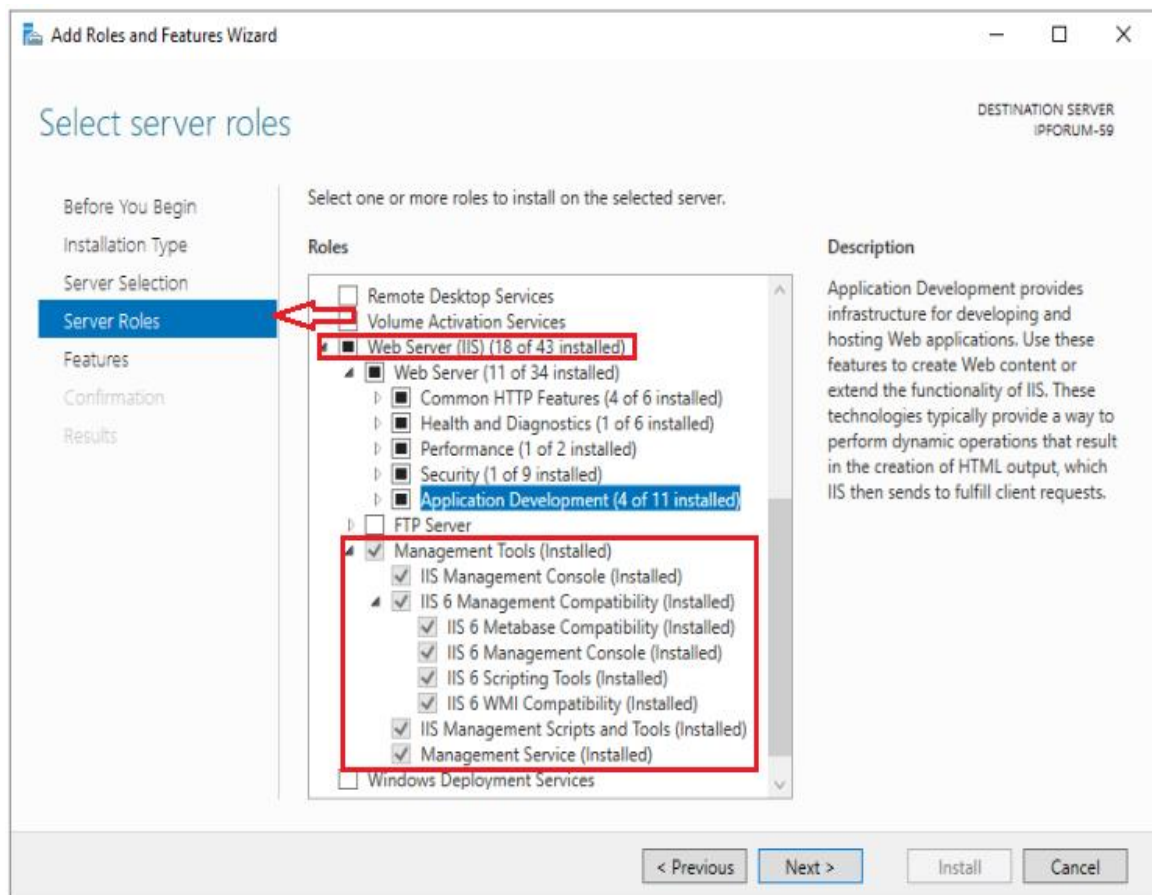 Add Roles and Features Wizard
Select server roles
DESTINATION SERVER
IPFORUM-59
Before You Begin
Installation Type
Server Selection
Server Roles
Features
Confirmation
Results
Select one or more roles to install on the selected server.
Roles
Remote Desktop Services
Volume Activation Services
Web Server (IIS) (18 of 43 installed)
Web Server (11 of 34 installed)
Common HTTP Features (4 of 6 installed)
Health and Diagnostics (1 of 6 installed)
Performance (1 of 2 installed)
Security (1 of 9 installed)
Application Development (4 of 11 installed)
FTP Server
Management Tools (Installed)
IIS Management Console (Installed)
IIS 6 Management Compatibility (Installed)
IIS 6 Metabase Compatibility (Installed)
IIS 6 Management Console (Installed)
IIS 6 Scripting Tools (Installed)
IIS 6 WMI Compatibility (Installed)
IIS Management Scripts and Tools (Installed)
Management Service (Installed)
Windows Deployment Services
Description
Application Development provides
infrastructure for developing and
hosting Web applications. Use these
features to create Web content or
extend the functionality of IIS. These
technologies typically provide a way to
perform dynamic operations that result
in the creation of HTML output, which
IIS then sends to fulfill client requests.
< Previous
Next >
Install
Cancel